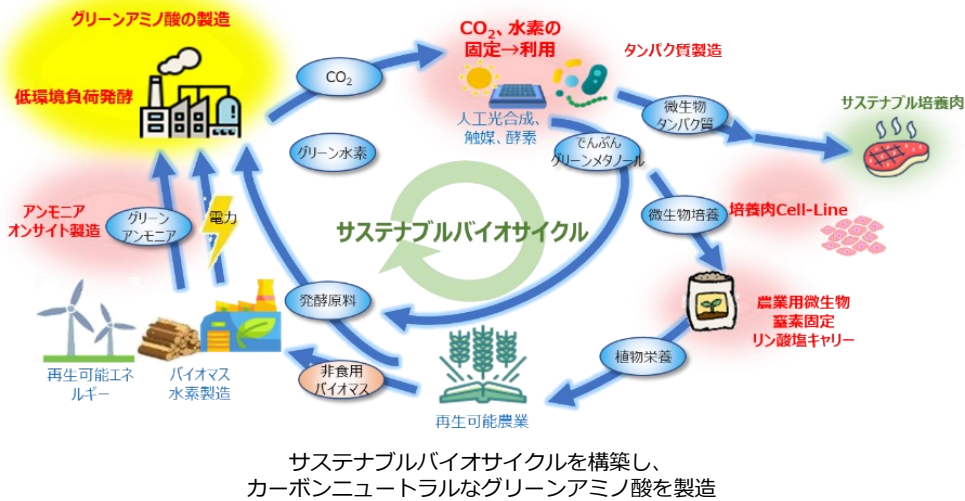 グリーンアミノ酸の製造
低環境負荷発酵
CO₂
グリーン水素
CO₂、水素の
固定→利用
人工光合成、
触媒、酵素
タンパク質製造
微生物
タンパク質
サステナブル培養肉
でんぷん
グリーンメタノール
微生物培養
培養肉Cell-Line
アンモニア
オンサイト製造
グリーン
アンモニア
電力
サステナブルバイオサイクル
発酵原料
農業用微生物
窒素固定
リン酸塩キャリー
植物栄養
非食用
バイオマス
再生可能エネ
ルギー
バイオマス
水素製造
再生可能農業
サステナブルバイオサイクルを構築し、
カーボンニュートラルなグリーンアミノ酸を製造